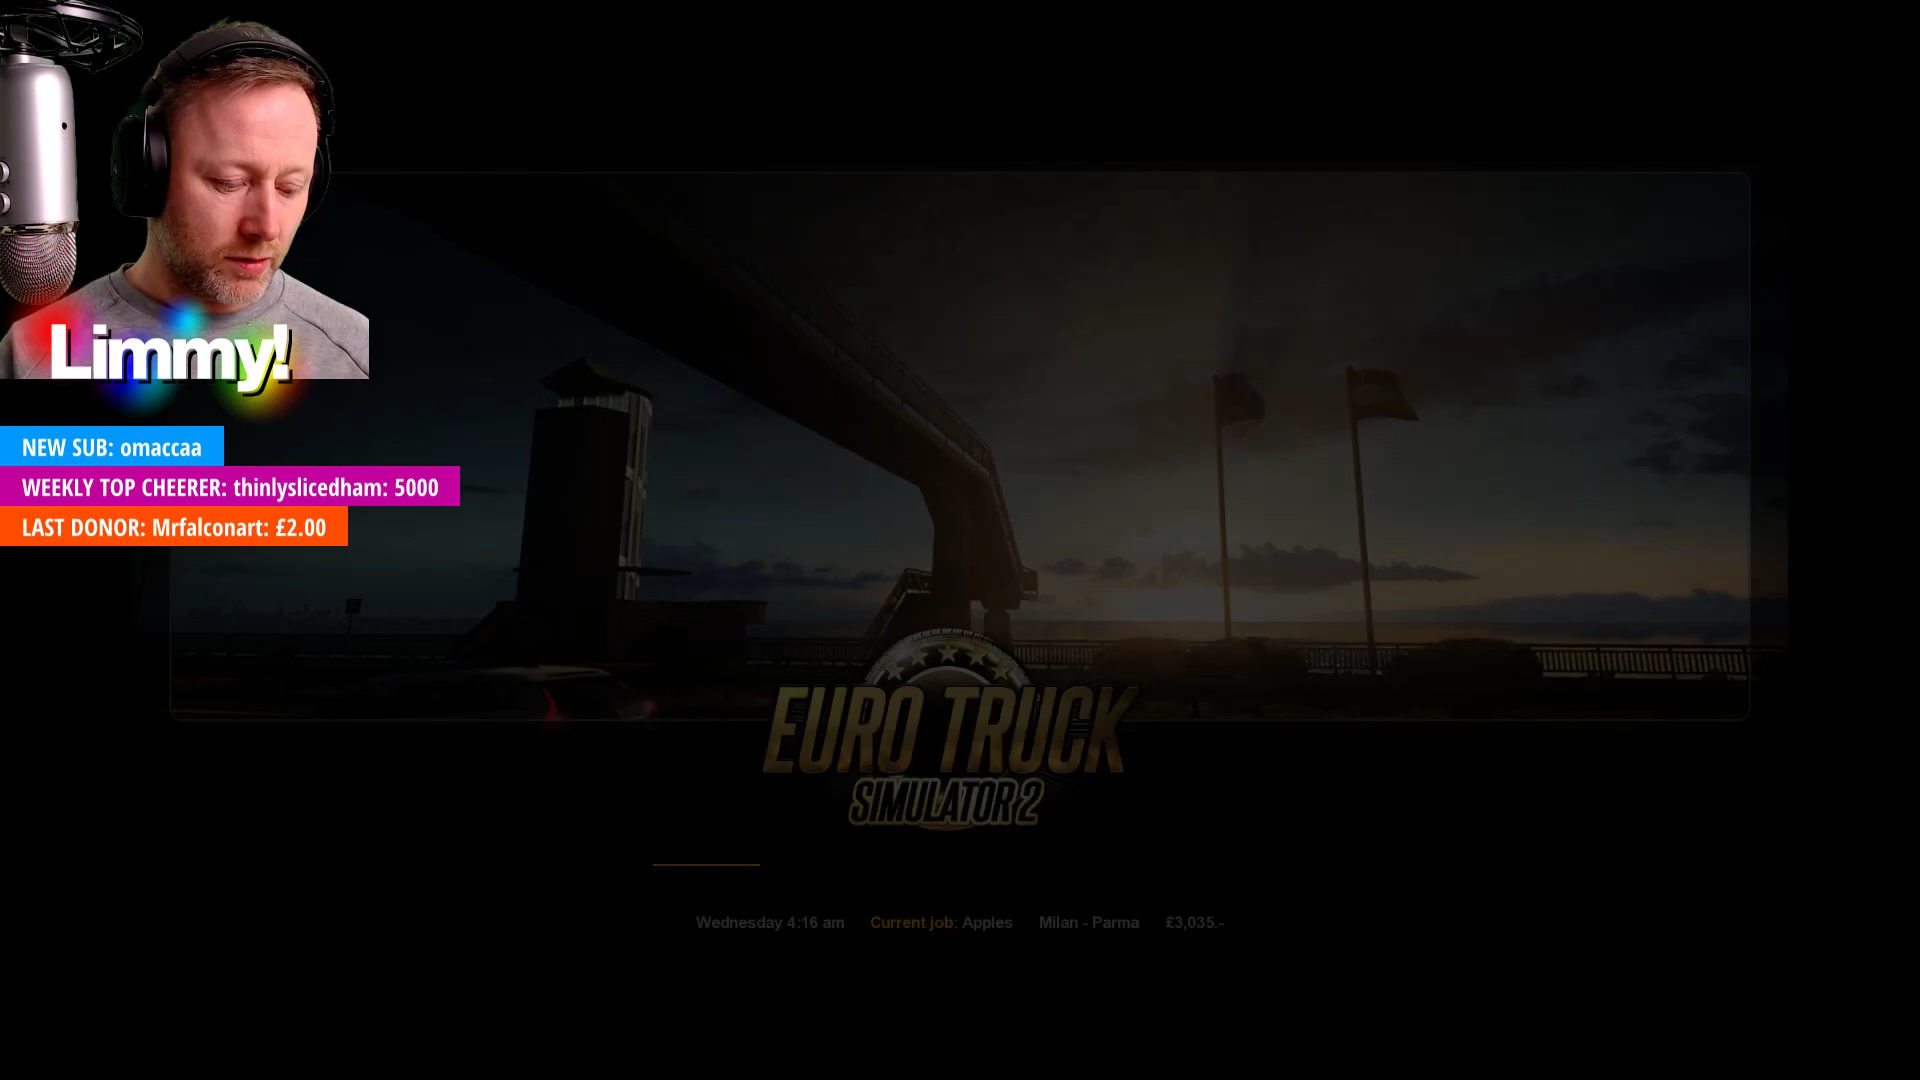 Limmy!
NEW SUB: omaccaa
WEEKLY TOP CHEERER: thinlyslicedham: 5000
LAST DONOR: Mrfalconart: £2.00
EURO TRUCK
SIMULATOR 2
Wednesday 4:16 am Current job: Apples Milan - Parma £3,035.-